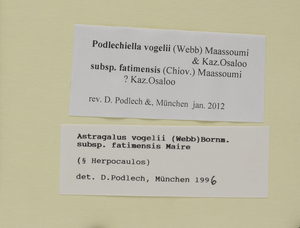 Podlechiella vogelii (Webb) Maassoumi
& Kaz.Osaloo
subsp. fatimensis (Chiov.) Maassoumi
? Kaz.Osaloo
rev. D. Podlech &, München jan. 2012
Astragalus vogelii (Webb)Bornm.
subsp. fatimensis Maire
(§ Herpocaulos)
det. D.Podlech, München 1996